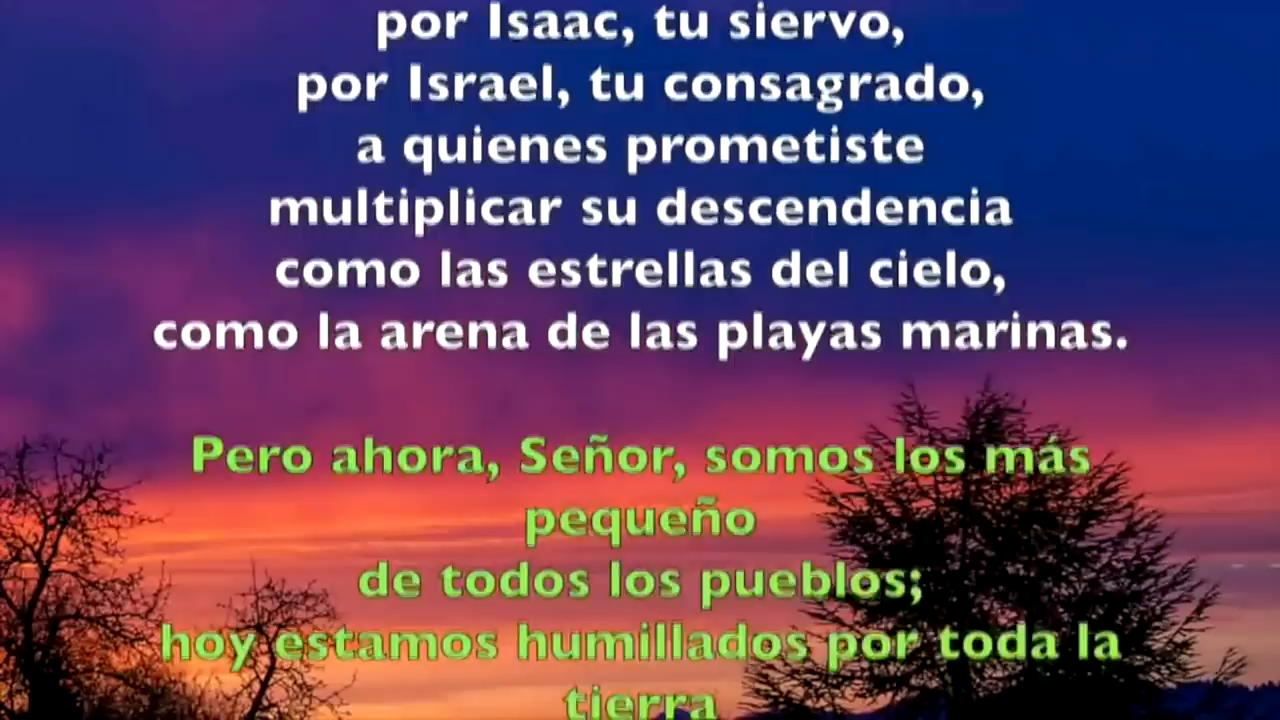 por Isaac, tu siervo,
por Israel, tu consagrado,
a quienes prometiste
multiplicar su descendencia
como las estrellas del cielo,
como la arena de las playas marinas.
Pero ahora, Señor, somos los más
pequeño
de todos los pueblos;
hoy estamos humillados por toda la
tierra